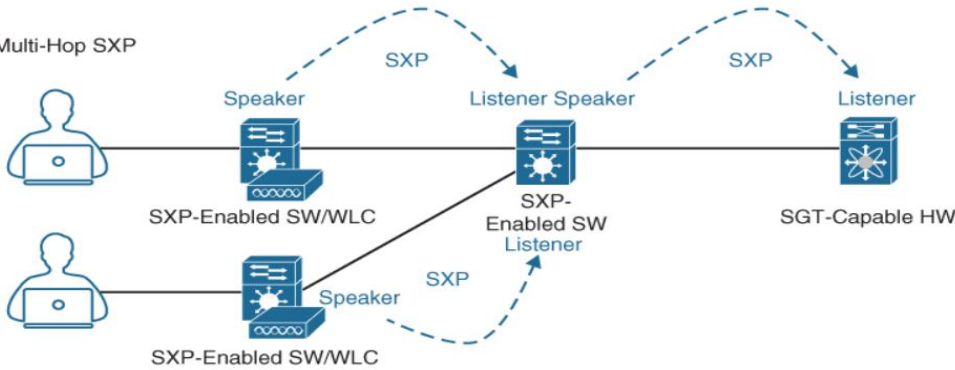 Multi-Hop SXP
SXP
SXP
Speaker
Listener Speaker
Listener
SXP-Enabled SW/WLC
SXP-
Enabled SW
Listener
SGT-Capable HW
SXP
Speaker
SXP-Enabled SW/WLC